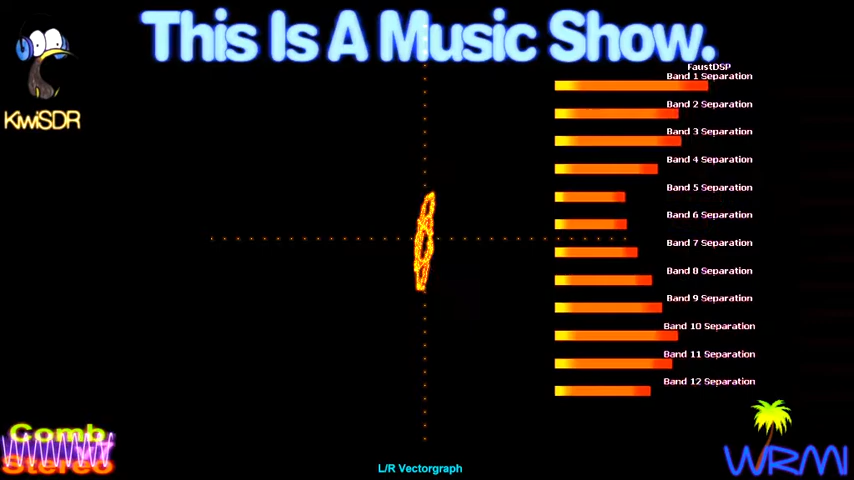 This Is A Music Show.
KiwiSDR
FaustDSP
Band 1 Separation
Band 2 Separation
Band 3 Separation
Band 4 Separation
Band 5 Separation
Band 6 Separation
Band 7 Separation
Band 8 Separation
Band 9 Separation
Band 10 Separation
Band 11 Separation
Band 12 Separation
Comb
Stereo
WRMI
L/R Vectorgraph